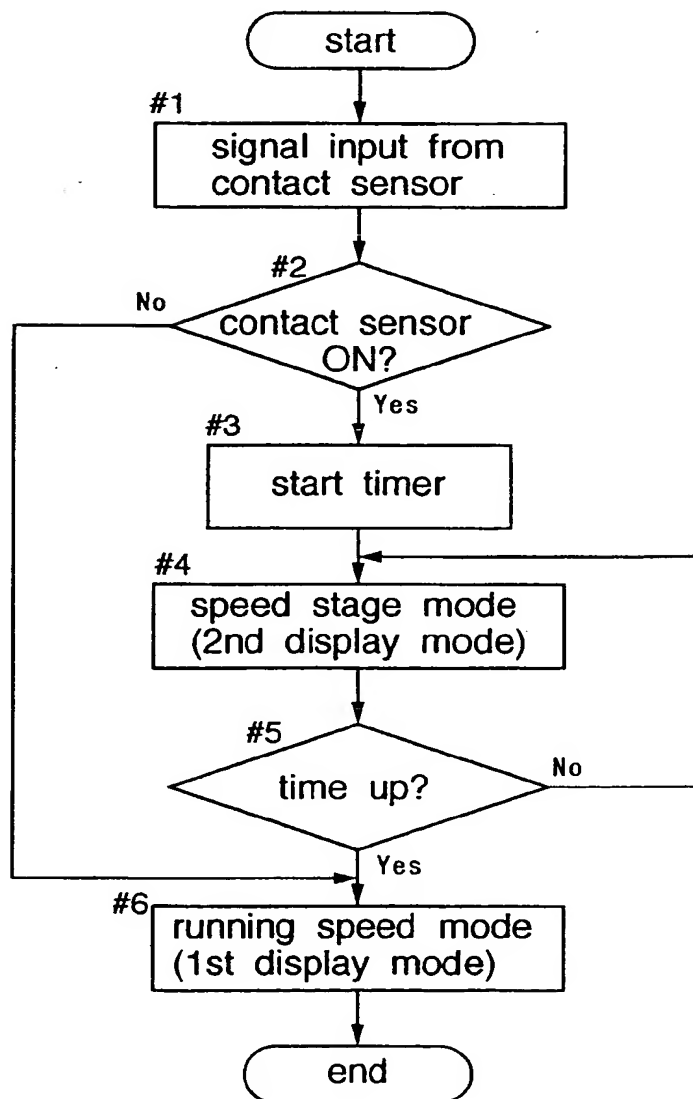 start
#1
signal input from
contact sensor
#2
No
contact sensor
ON?
Yes
#3
start timer
#4
speed stage mode
(2nd display mode)
#5
time up?
No
Yes
#6
running speed mode
(1st display mode)
end